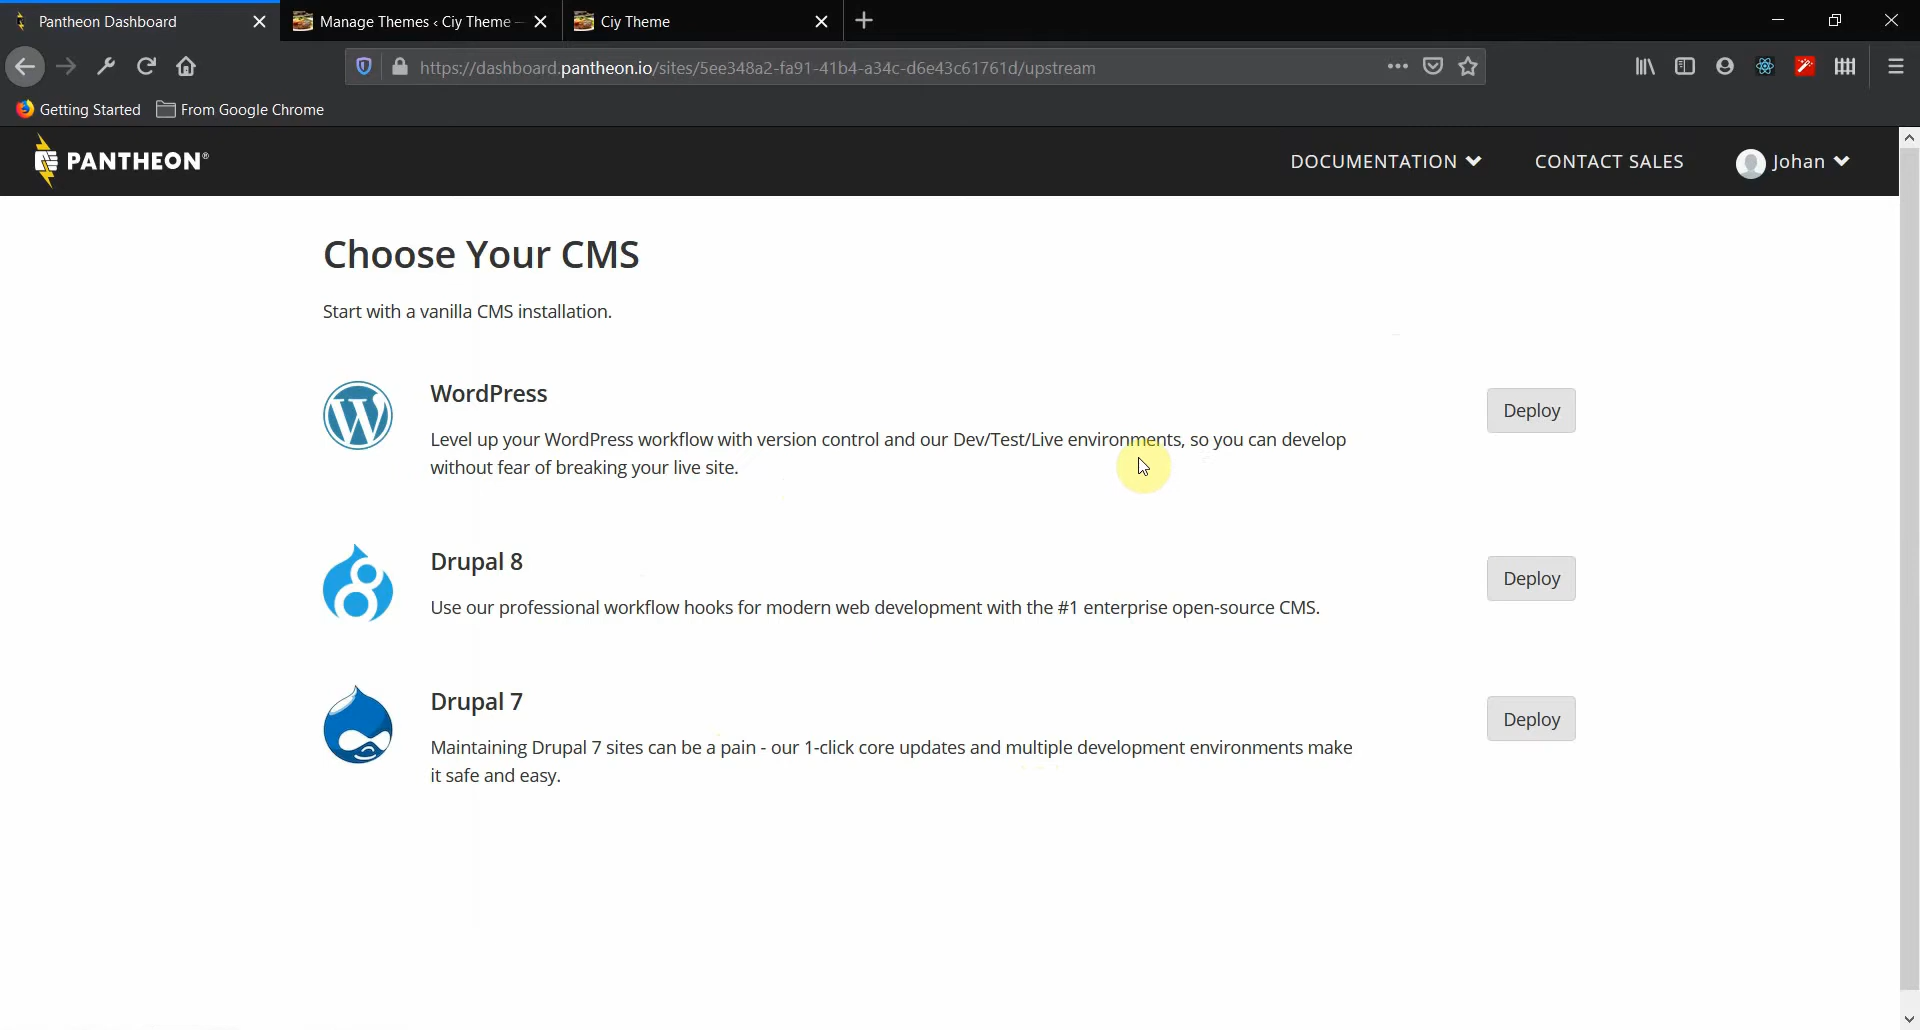 Pantheon Dashboard
Manage Themes ‹ Ciy Theme —
Ciy Theme
https://dashboard.pantheon.io/sites/5ee348a2-fa91-41b4-a34c-d6e43c61761d/upstream
Getting Started
From Google Chrome
PANTHEON®
DOCUMENTATION
CONTACT SALES
Johan
Choose Your CMS
Start with a vanilla CMS installation.
WordPress
Deploy
Level up your WordPress workflow with version control and our Dev/Test/Live environments, so you can develop
without fear of breaking your live site.
Drupal 8
Deploy
Use our professional workflow hooks for modern web development with the #1 enterprise open-source CMS.
Drupal 7
Deploy
Maintaining Drupal 7 sites can be a pain - our 1-click core updates and multiple development environments make
it safe and easy.